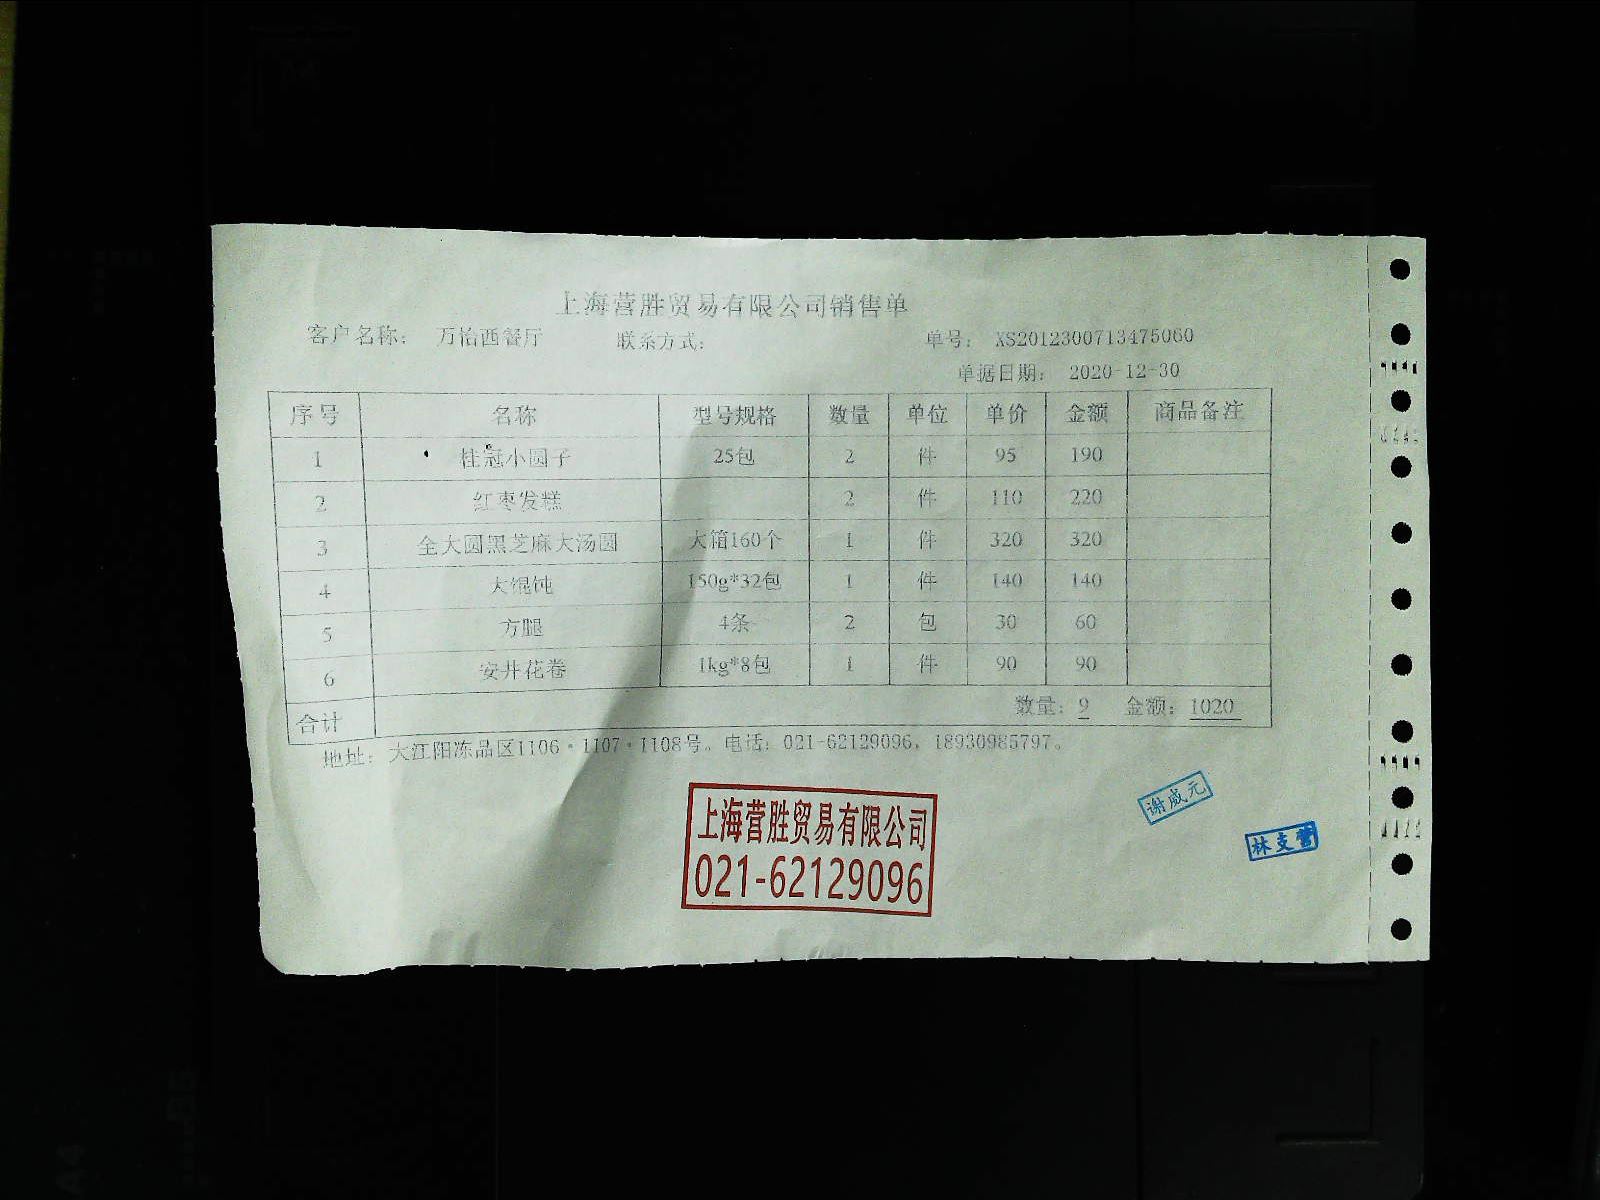 上海营胜贸易有限公司销售单
客户名称： 万怡西餐厅 联系方式： 单号： XS2012300713475060
单据日期： 2020-12-30
序号 名称 型号规格 数量 单位 单价 金额 商品备注
1 桂冠小圆子 25包 2 件 95 190
2 红枣发糕 2 件 110 220
3 全大圆黑芝麻大汤圆 大箱160个 1 件 320 320
4 大馄饨 150g*32包 1 件 140 140
5 方腿 4条 2 包 30 60
6 安井花卷 1kg*8包 1 件 90 90
合计 数量：9 金额：1020
地址： 大江阳冻品区1106·1107·1108号。电话：021-62129096，18930985797。
上海营胜贸易有限公司
021-62129096
谢成元
林支营